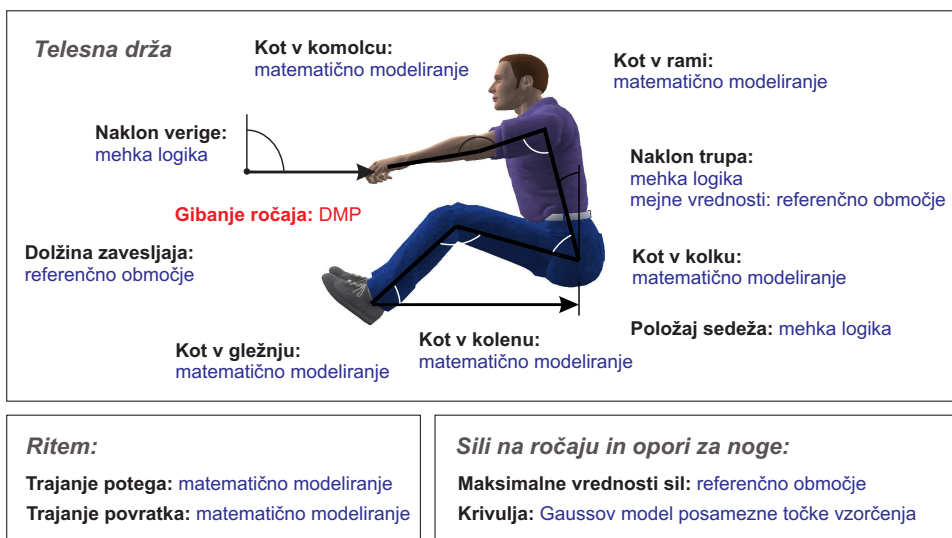 Telesna drža
Kot v komolcu:
matematično modeliranje
Kot v rami:
matematično modeliranje
Naklon verige:
mehka logika
Naklon trupa:
mehka logika
mejne vrednosti: referenčno območje
Gibanje ročaja: DMP
Dolžina zavesljaja:
referenčno območje
Kot v kolku:
matematično modeliranje
Položaj sedeža: mehka logika
Kot v gležnju:
matematično modeliranje
Kot v kolenu:
matematično modeliranje
Ritem:
Trajanje potega: matematično modeliranje
Trajanje povratka: matematično modeliranje
Sili na ročaju in opori za noge:
Maksimalne vrednosti sil: referenčno območje
Krivulja: Gaussov model posamezne točke vzorčenja